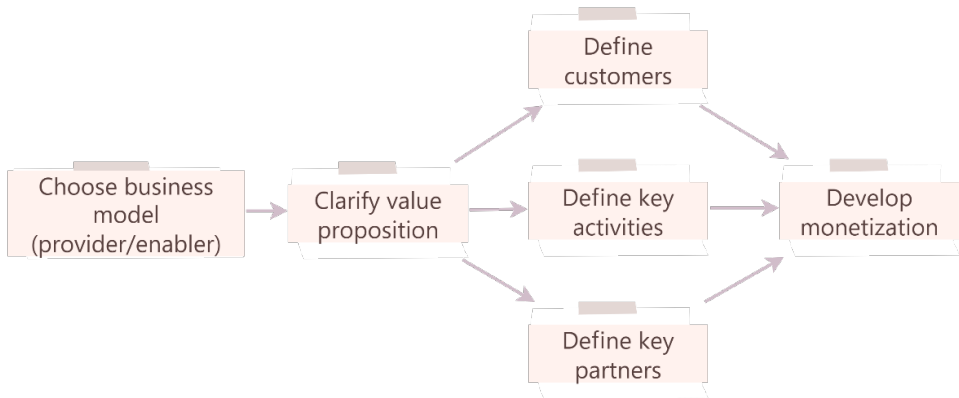 Choose business
model
(provider/enabler)
Clarify value
proposition
Define
customers
Define key
activities
Define key
partners
Develop
monetization